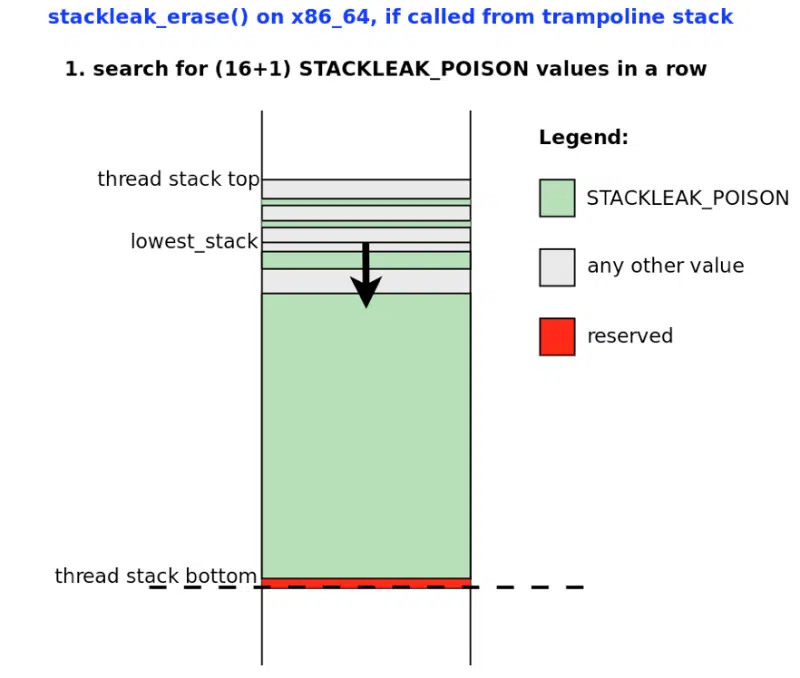 stackleak_erase() on x86_64, if called from trampoline stack
1. search for (16+1) STACKLEAK_POISON values in a row
Legend:
thread stack top
STACKLEAK_POISON
lowest_stack
any other value
reserved
thread stack bottom